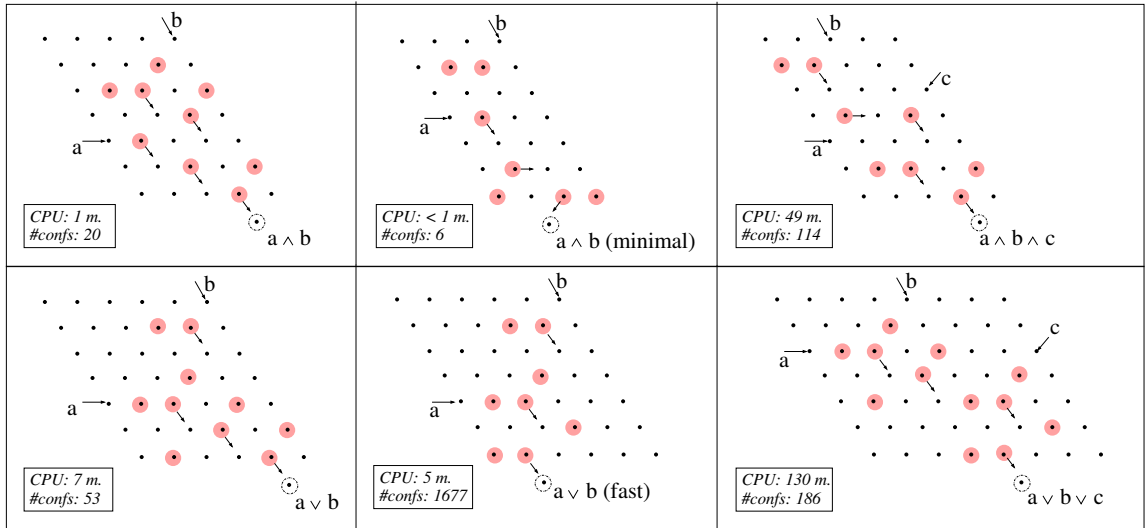 b
a
CPU: 1 m.
#confs: 20
a ∧ b
b
a
CPU: < 1 m.
#confs: 6
a ∧ b (minimal)
b
c
a
CPU: 49 m.
#confs: 114
a ∧ b ∧ c
b
a
CPU: 7 m.
#confs: 53
a ∨ b
b
a
CPU: 5 m.
#confs: 1677
a ∨ b (fast)
b
c
a
CPU: 130 m.
#confs: 186
a ∨ b ∨ c